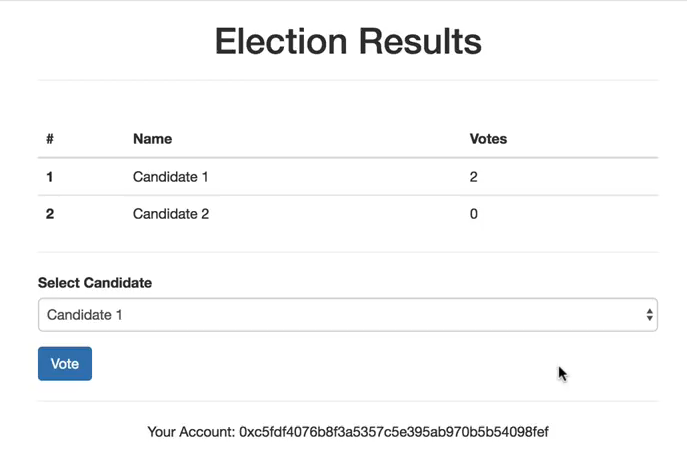 Election Results
# Name Votes
1 Candidate 1 2
2 Candidate 2 0
Select Candidate
Candidate 1
Vote
Your Account: 0xc5fdf4076b8f3a5357c5e395ab970b5b54098fef